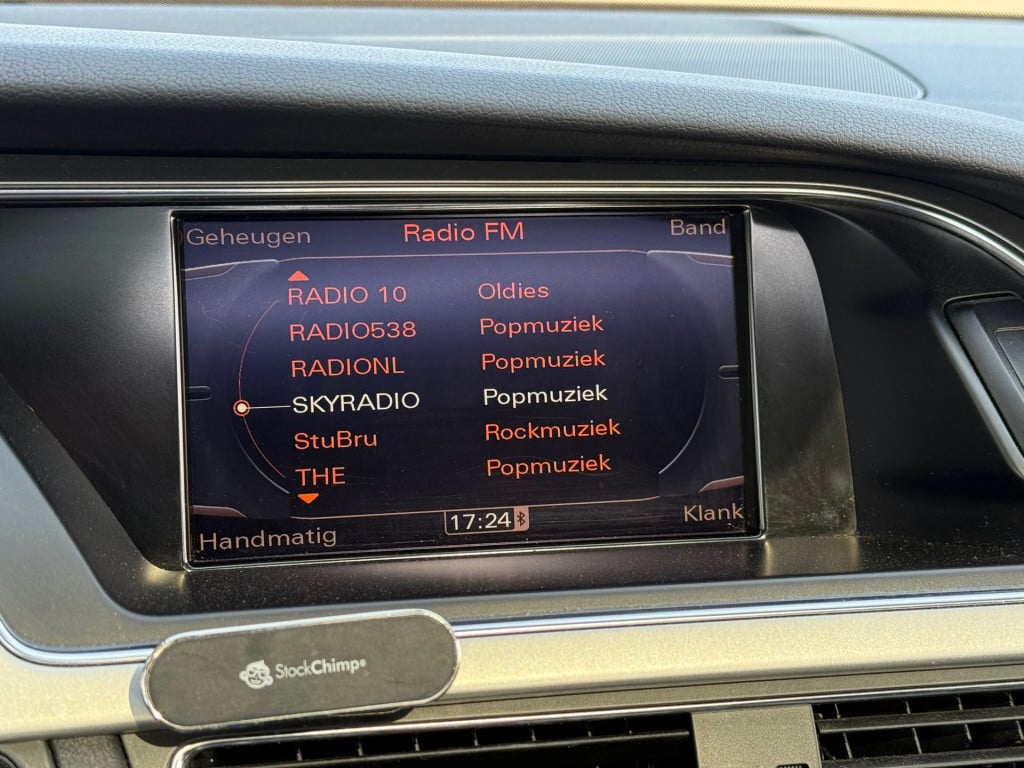 Geheugen Radio FM Band
RADIO 10 Oldies
RADIO538 Popmuziek
RADIONL Popmuziek
SKYRADIO Popmuziek
StuBru Rockmuziek
THE Popmuziek
Handmatig 17:24 Klank
StockChimp®